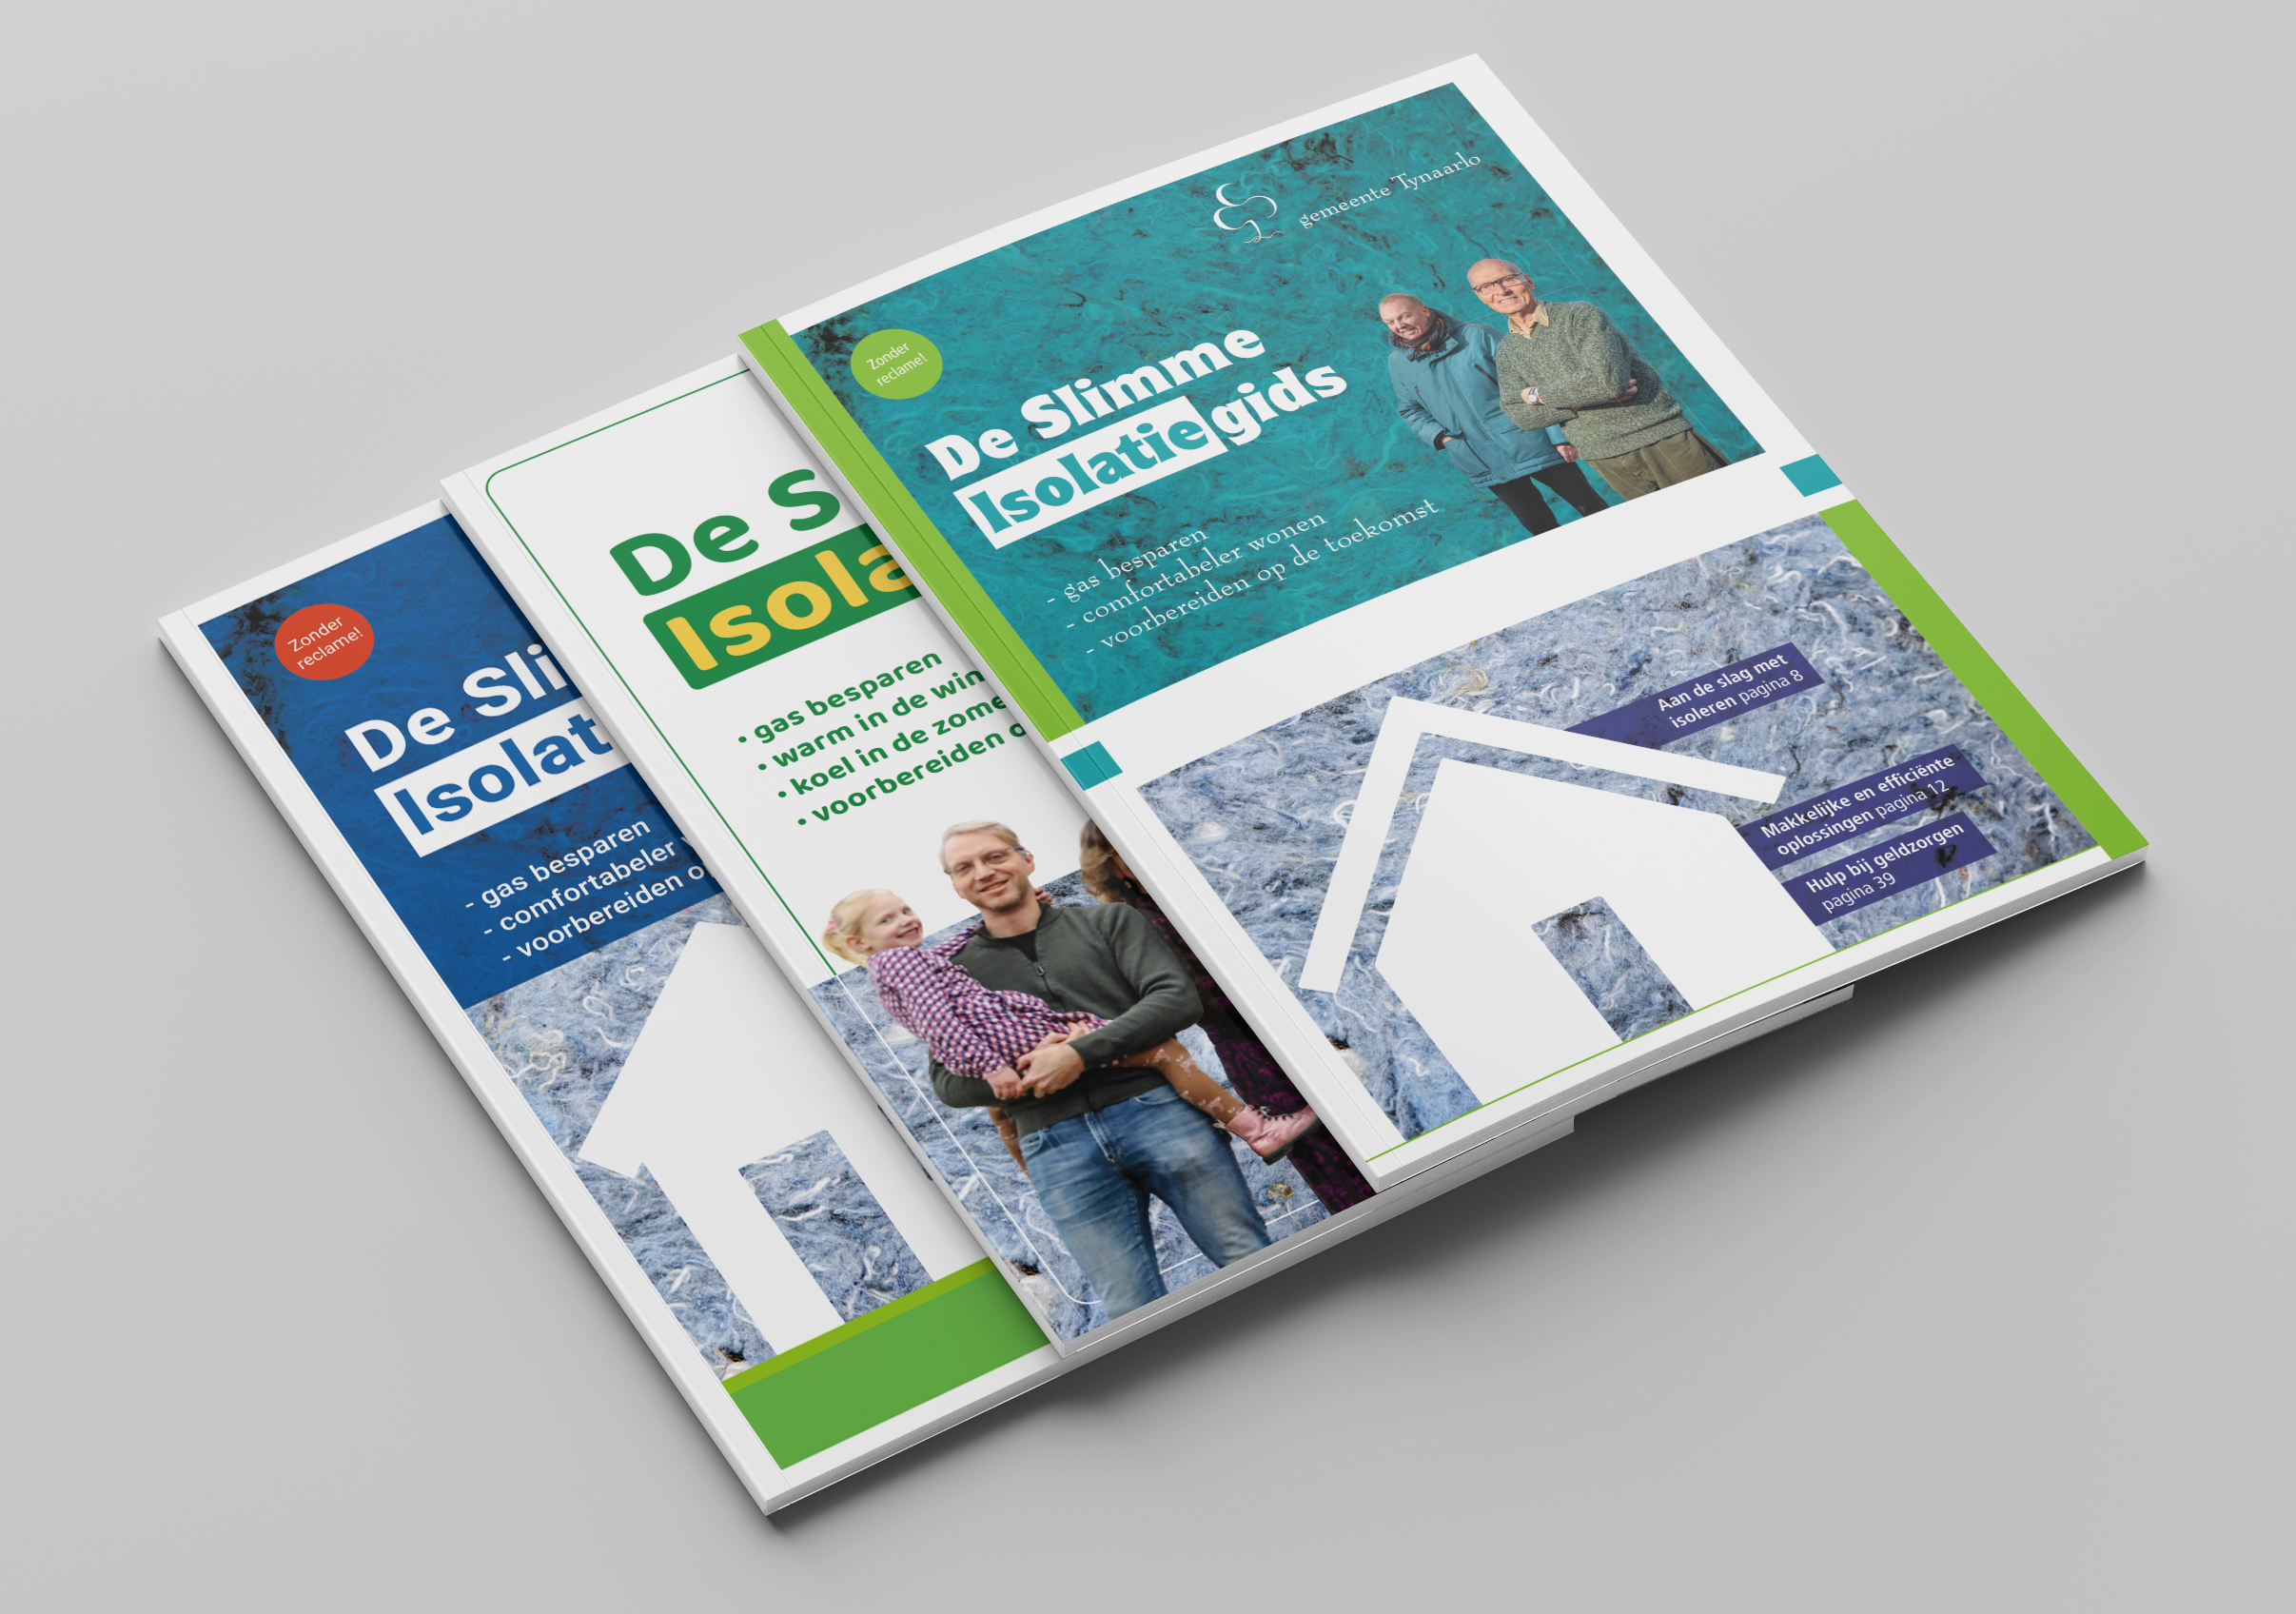 Zonder
reclame!
De Sli
Isolat
- gas besparen
- comfortabeler
- voorbereiden o
De S
Isola
• gas besparen
• warm in de win
• koel in de zome
• voorbereiden o
gemeente Tynaarlo
Zonder
reclame!
De Slimme
Isolatiegids
- gas besparen
- comfortabeler wonen
- voorbereiden op de toekomst
Aan de slag met
isoleren pagina 8
Makkelijke en efficiënte
oplossingen pagina 12
Hulp bij geldzorgen
pagina 39